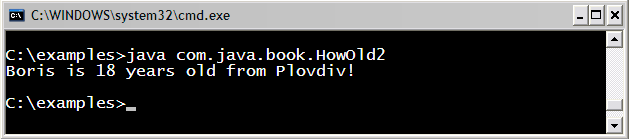 C:\WINDOWS\system32\cmd.exe
C:\examples>java com.java.book.HowOld2
Boris is 18 years old from Plovdiv!
C:\examples>_